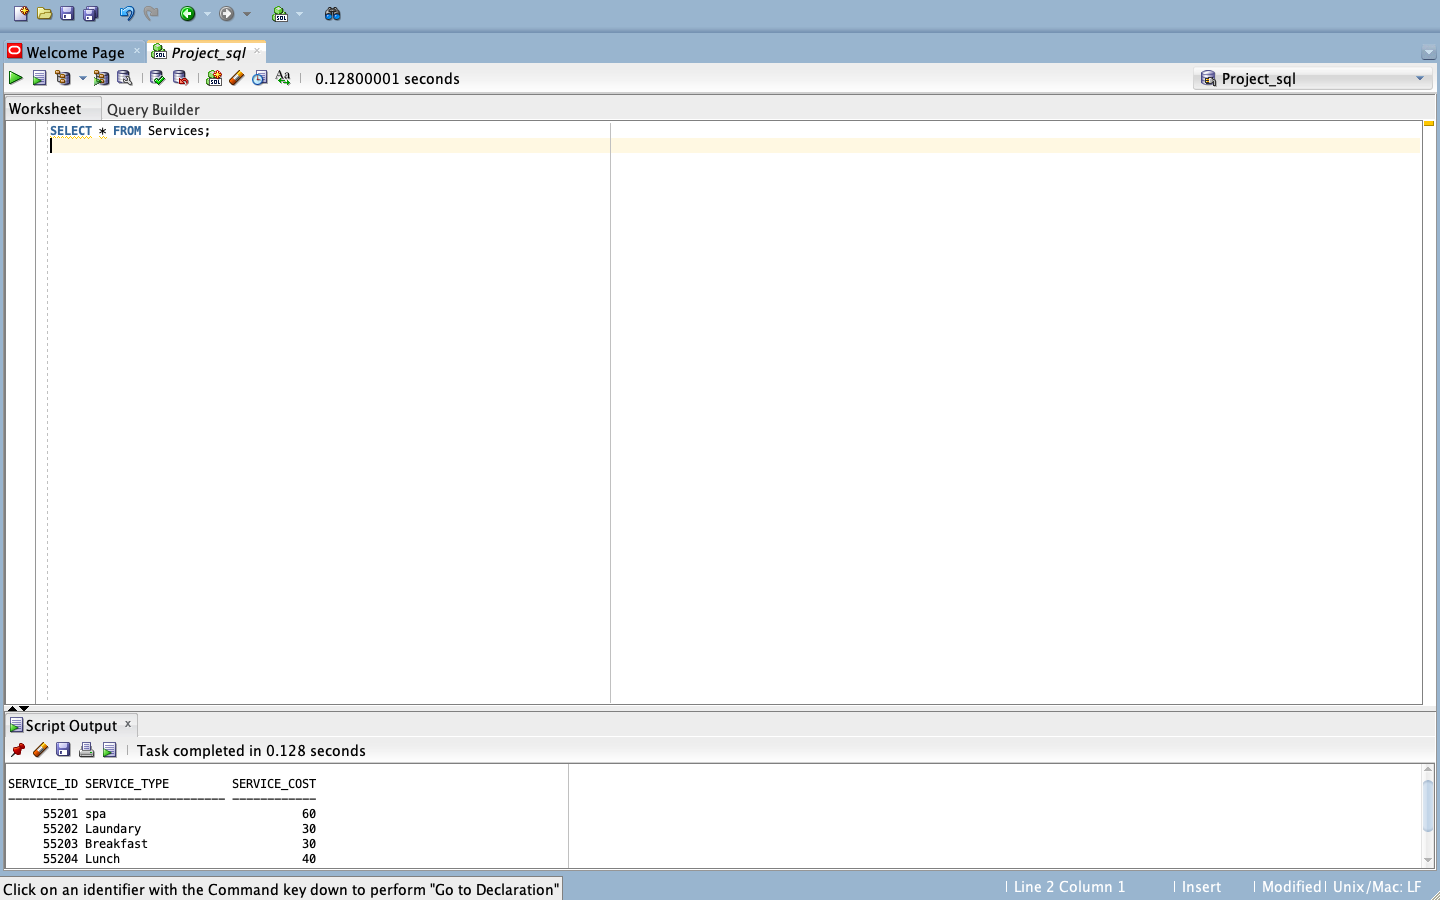 Welcome Page
Project_sql
0.12800001 seconds
Project_sql
Worksheet
Query Builder
SELECT * FROM Services;
Script Output
Task completed in 0.128 seconds
SERVICE_ID SERVICE_TYPE         SERVICE_COST
---------- -------------------- ------------
     55201 spa                            60
     55202 Laundary                       30
     55203 Breakfast                      30
     55204 Lunch                          40
Click on an identifier with the Command key down to perform "Go to Declaration"
Line 2 Column 1
Insert
Modified
Unix/Mac: LF